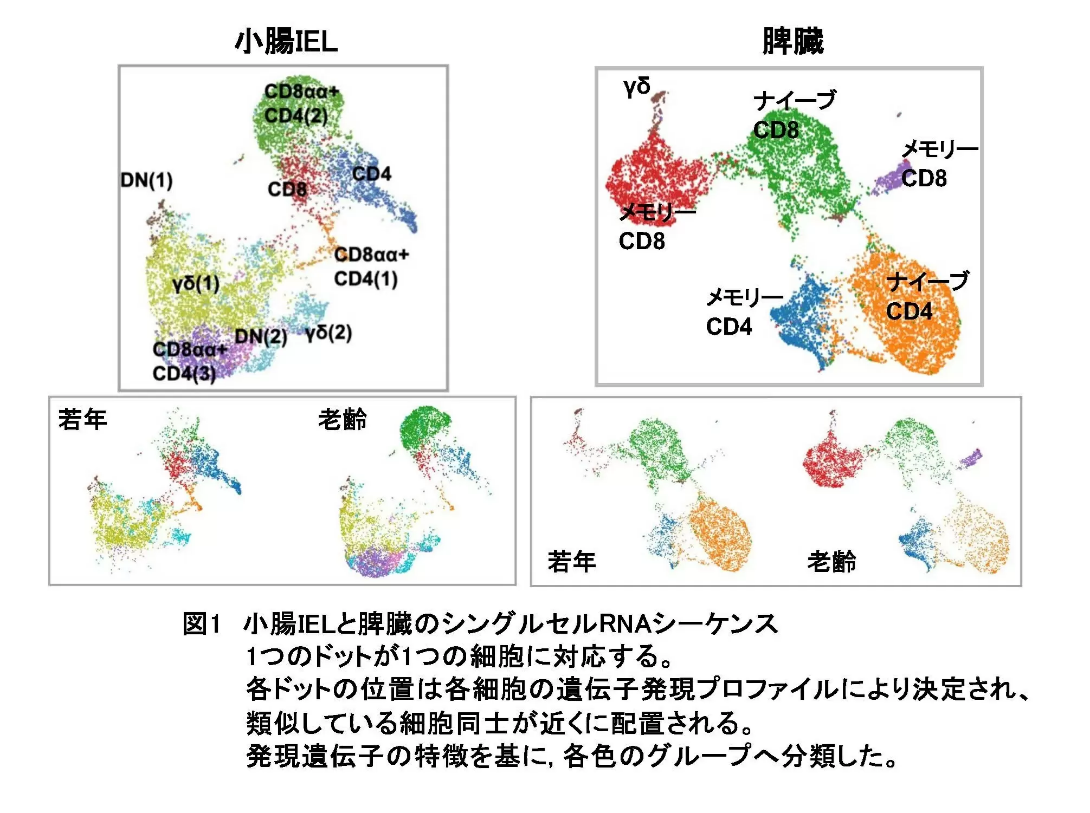 小腸IEL
脾臓
CD8αα+
CD4(2)
CD8
CD4
DN(1)
CD8αα+
CD4(1)
γδ(1)
DN(2)
γδ(2)
CD8αα+
CD4(3)
γδ
ナイーブ
CD8
メモリー
CD8
メモリー
CD8
ナイーブ
CD4
メモリー
CD4
若年
老齢
若年
老齢
図1 小腸IELと脾臓のシングルセルRNAシーケンス
1つのドットが1つの細胞に対応する。
各ドットの位置は各細胞の遺伝子発現プロファイルにより決定され、
類似している細胞同士が近くに配置される。
発現遺伝子の特徴を基に, 各色のグループへ分類した。